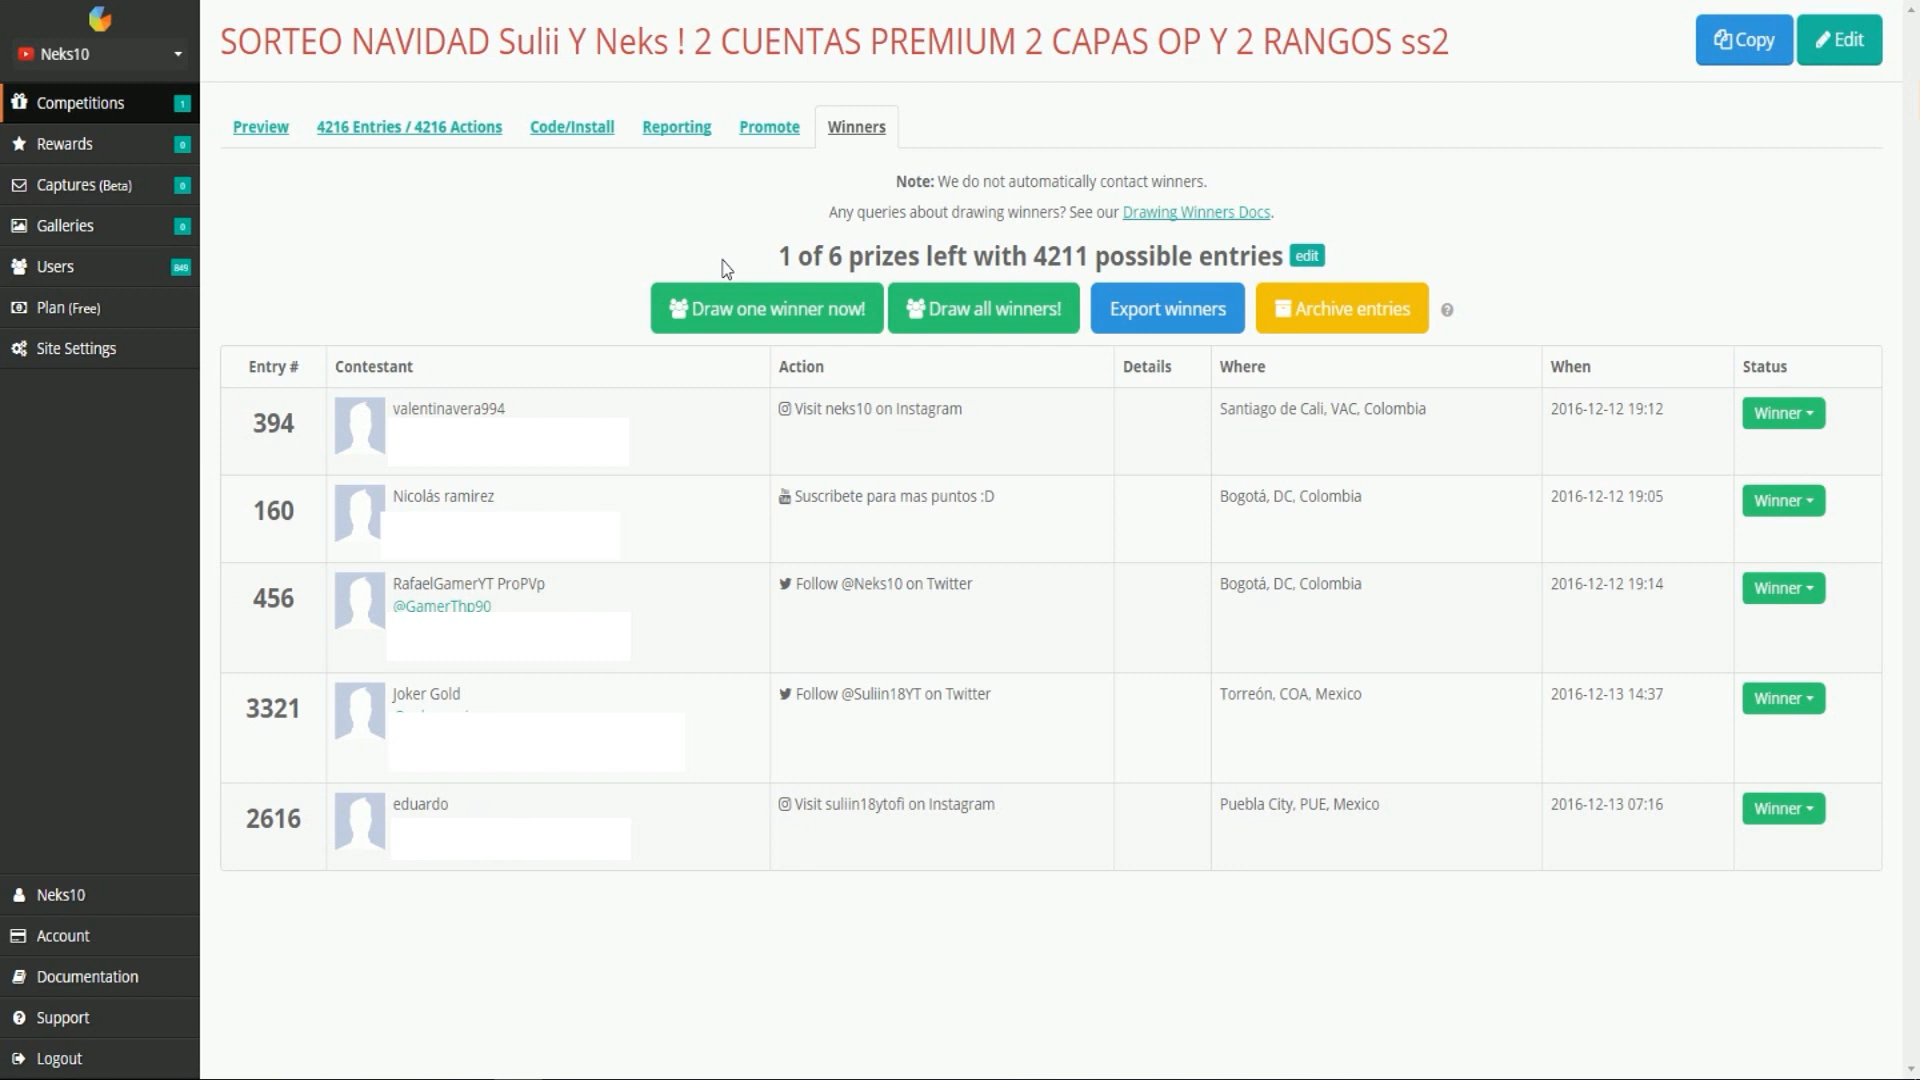 Neks10
Competitions 1
Rewards 0
Captures (Beta) 0
Galleries 0
Users 849
Plan (Free)
Site Settings
Neks10
Account
Documentation
Support
Logout
SORTEO NAVIDAD Sulii Y Neks ! 2 CUENTAS PREMIUM 2 CAPAS OP Y 2 RANGOS ss2
Copy Edit
Preview 4216 Entries / 4216 Actions Code/Install Reporting Promote Winners
Note: We do not automatically contact winners.
Any queries about drawing winners? See our Drawing Winners Docs.
1 of 6 prizes left with 4211 possible entries edit
Draw one winner now! Draw all winners! Export winners Archive entries ?
Entry # Contestant Action Details Where When Status
394 valentinavera994 Visit neks10 on Instagram Santiago de Cali, VAC, Colombia 2016-12-12 19:12 Winner
160 Nicolás ramirez Suscribete para mas puntos :D Bogotá, DC, Colombia 2016-12-12 19:05 Winner
456 RafaelGamerYT ProPVp Follow @Neks10 on Twitter Bogotá, DC, Colombia 2016-12-12 19:14 Winner
@GamerThp90
3321 Joker Gold Follow @Suliin18YT on Twitter Torreón, COA, Mexico 2016-12-13 14:37 Winner
2616 eduardo Visit suliin18ytofi on Instagram Puebla City, PUE, Mexico 2016-12-13 07:16 Winner